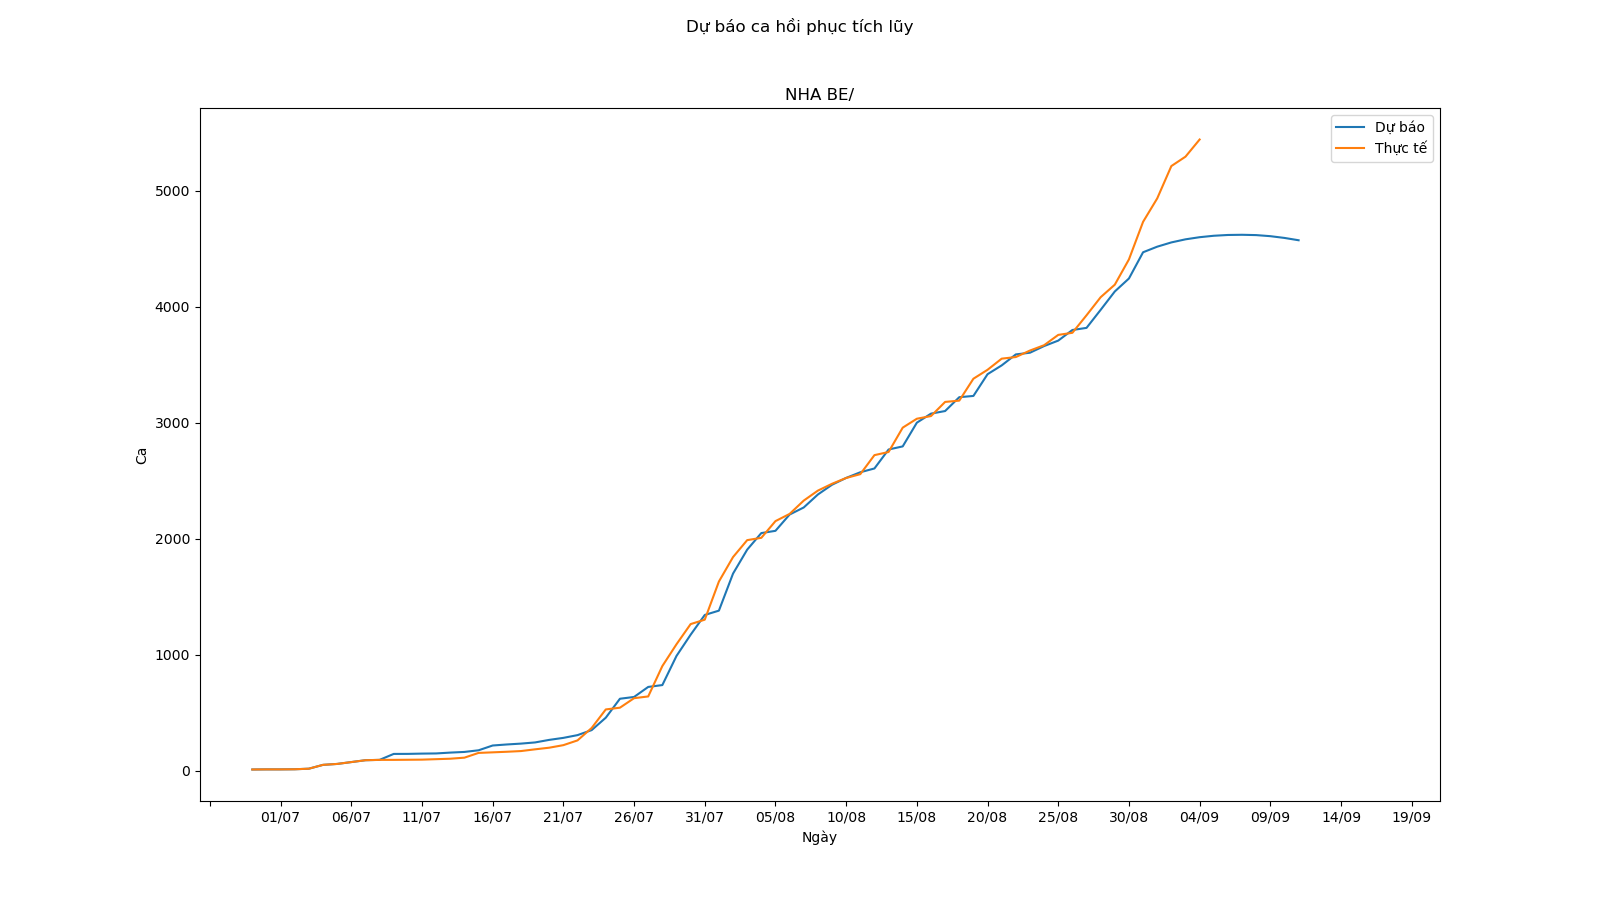 Dự báo ca hồi phục tích lũy
NHA BE/
Dự báo
Thực tế
5000
4000
3000
2000
1000
0
Ca
01/07 06/07 11/07 16/07 21/07 26/07 31/07 05/08 10/08 15/08 20/08 25/08 30/08 04/09 09/09 14/09 19/09
Ngày